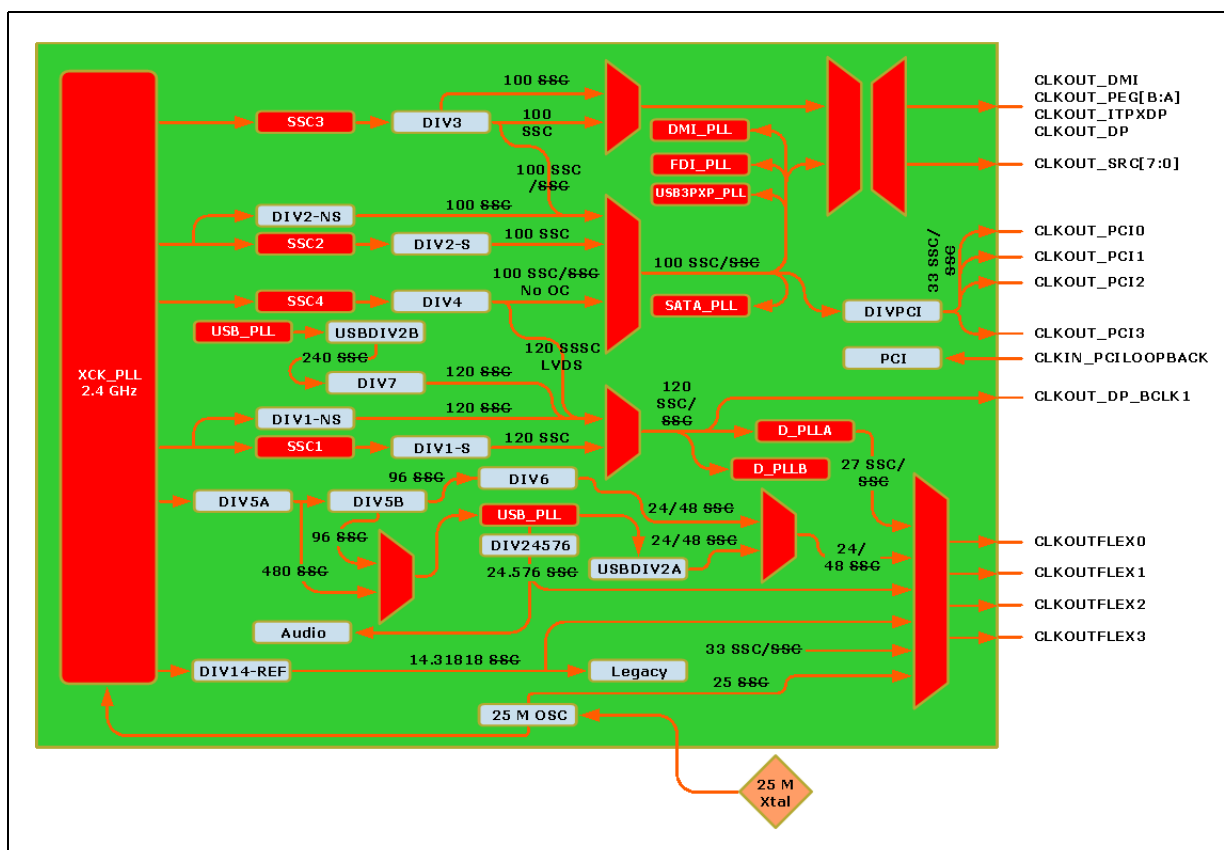 CLKOUT_DMI
100 SSC
CLKOUT_PEG[B:A]
CLKOUT_ITPXDP
CLKOUT_DP
SSC3
DIV3
100
SSC
DMI_PLL
FDI_PLL
CLKOUT_SRC[7:0]
100 SSC
/SSC
USB3PXP_PLL
DIV2-NS
100 SSC
SSC2
DIV2-S
100 SSC
33 SSC/
SSC
CLKOUT_PCI0
CLKOUT_PCI1
CLKOUT_PCI2
100 SSC/SSC
No OC
100 SSC/SSC
SSC4
DIV4
SATA_PLL
DIVPCI
USB_PLL
USBDIV2B
CLKOUT_PCI3
240 SSC
120 SSSC
LVDS
PCI
CLKIN_PCILOOPBACK
XCK_PLL
2.4 GHz
DIV7
120 SSC
120
SSC/
SSC
CLKOUT_DP_BCLK1
DIV1-NS
120 SSC
SSC1
DIV1-S
120 SSC
D_PLLA
D_PLLB
27 SSC/
SSC
96 SSC
DIV6
DIV5A
DIV5B
24/48 SSC
USB_PLL
96 SSC
DIV24576
24/48 SSC
24/
48 SSC
CLKOUTFLEX0
480 SSC
24.576 SSC
USBDIV2A
CLKOUTFLEX1
CLKOUTFLEX2
Audio
CLKOUTFLEX3
33 SSC/SSC
14.31818 SSC
DIV14-REF
Legacy
25 SSC
25 M OSC
25 M
Xtal